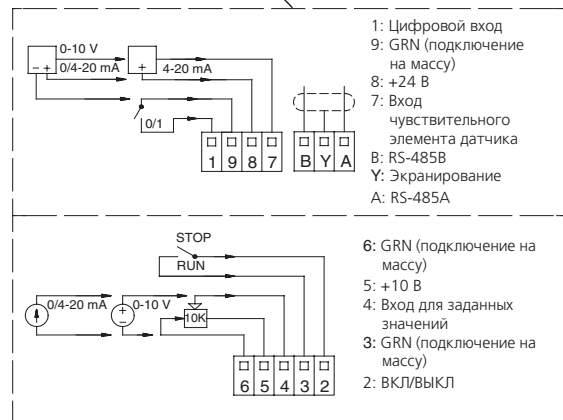 0-10 V
0/4-20 mA
– +
+
4-20 mA
0/1
1 9 8 7
B Y A
1: Цифровой вход
9: GRN (подключение
на массу)
8: +24 В
7: Вход
чувствительного
элемента датчика
B: RS-485B
Y: Экранирование
A: RS-485A
STOP
RUN
0/4-20 mA
0-10 V
+
–
10K
6 5 4 3 2
6: GRN (подключение на
массу)
5: +10 В
4: Вход для заданных
значений
3: GRN (подключение на
массу)
2: ВКЛ/ВЫКЛ